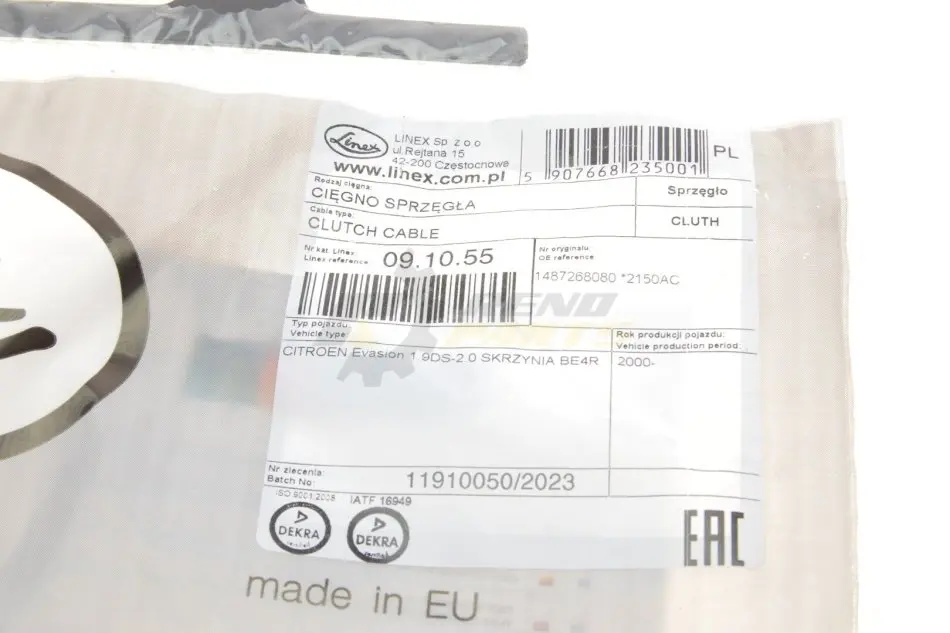 Linex
LINEX Sp z o.o
ul.Rejtana 15
42-200 Częstochowe
www.linex.com.pl
5 907668 235001
PL
Rodzaj cięgna:
CIĘGNO SPRZĘGŁA
Sprzęgło
Cable type:
CLUTCH CABLE
CLUTH
Nr kat. Linex
Linex reference
09.10.55
Nr oryginału:
OE reference
1487268080 *2150AC
RENO
PARTS
Typ pojazdu:
Vehicle type:
Rok produkcji pojazdu:
Vehicle production period:
CITROEN Evasion 1.9DS-2.0 SKRZYNIA BE4R
2000-
Nr zlecenia:
Batch No:
11910050/2023
ISO 9001:2008
IATF 16949
DEKRA
DEKRA
EAC
made in EU